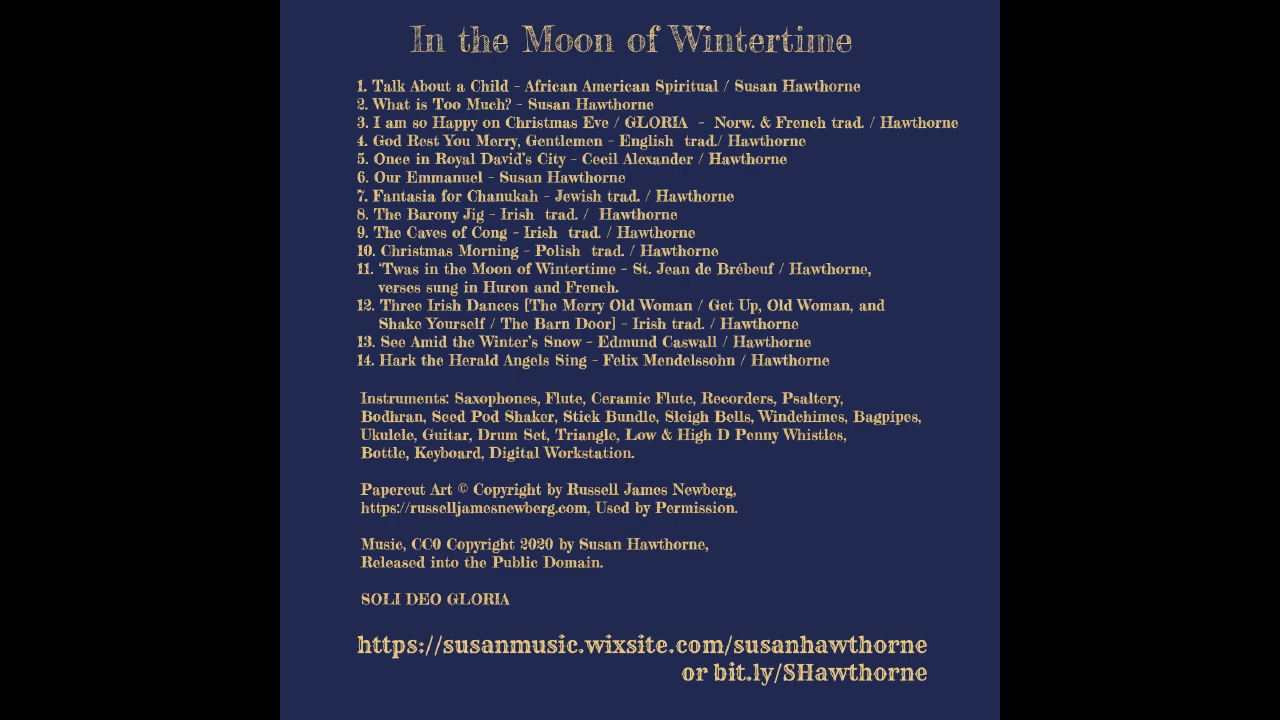 In the Moon of Wintertime
1. Talk About a Child - African American Spiritual / Susan Hawthorne
2. What is Too Much? - Susan Hawthorne
3. I am so Happy on Christmas Eve / GLORIA - Norw. & French trad. / Hawthorne
4. God Rest You Merry, Gentlemen - English trad./ Hawthorne
5. Once in Royal David's City - Cecil Alexander / Hawthorne
6. Our Emmanuel - Susan Hawthorne
7. Fantasia for Chanukah - Jewish trad. / Hawthorne
8. The Barony Jig - Irish trad. / Hawthorne
9. The Caves of Cong - Irish trad. / Hawthorne
10. Christmas Morning - Polish trad. / Hawthorne
11. 'Twas in the Moon of Wintertime - St. Jean de Brébeuf / Hawthorne,
verses sung in Huron and French.
12. Three Irish Dances [The Merry Old Woman / Get Up, Old Woman, and
Shake Yourself / The Barn Door] - Irish trad. / Hawthorne
13. See Amid the Winter's Snow - Edmund Caswall / Hawthorne
14. Hark the Herald Angels Sing - Felix Mendelssohn / Hawthorne
Instruments: Saxophones, Flute, Ceramic Flute, Recorders, Psaltery,
Bodhran, Seed Pod Shaker, Stick Bundle, Sleigh Bells, Windchimes, Bagpipes,
Ukulele, Guitar, Drum Set, Triangle, Low & High D Penny Whistles,
Bottle, Keyboard, Digital Workstation.
Papercut Art © Copyright by Russell James Newberg,
https://russelljamesnewberg.com, Used by Permission.
Music, CC0 Copyright 2020 by Susan Hawthorne,
Released into the Public Domain.
SOLI DEO GLORIA
https://susanmusic.wixsite.com/susanhawthorne
or bit.ly/SHawthorne